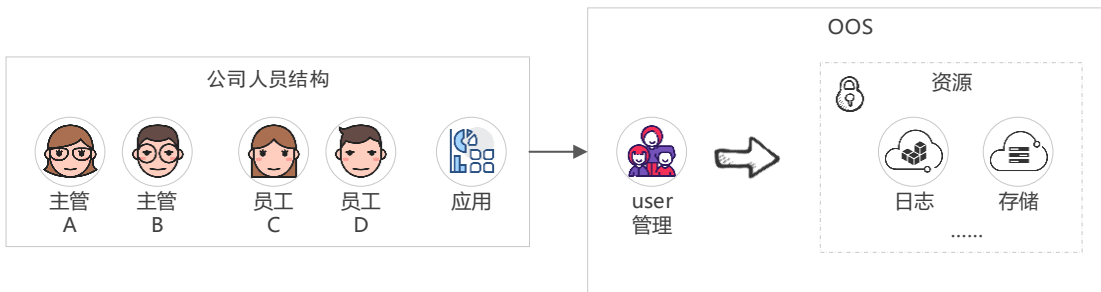 OOS
公司人员结构
资源
主管
A
主管
B
员工
C
员工
D
应用
user
管理
日志
存储
......